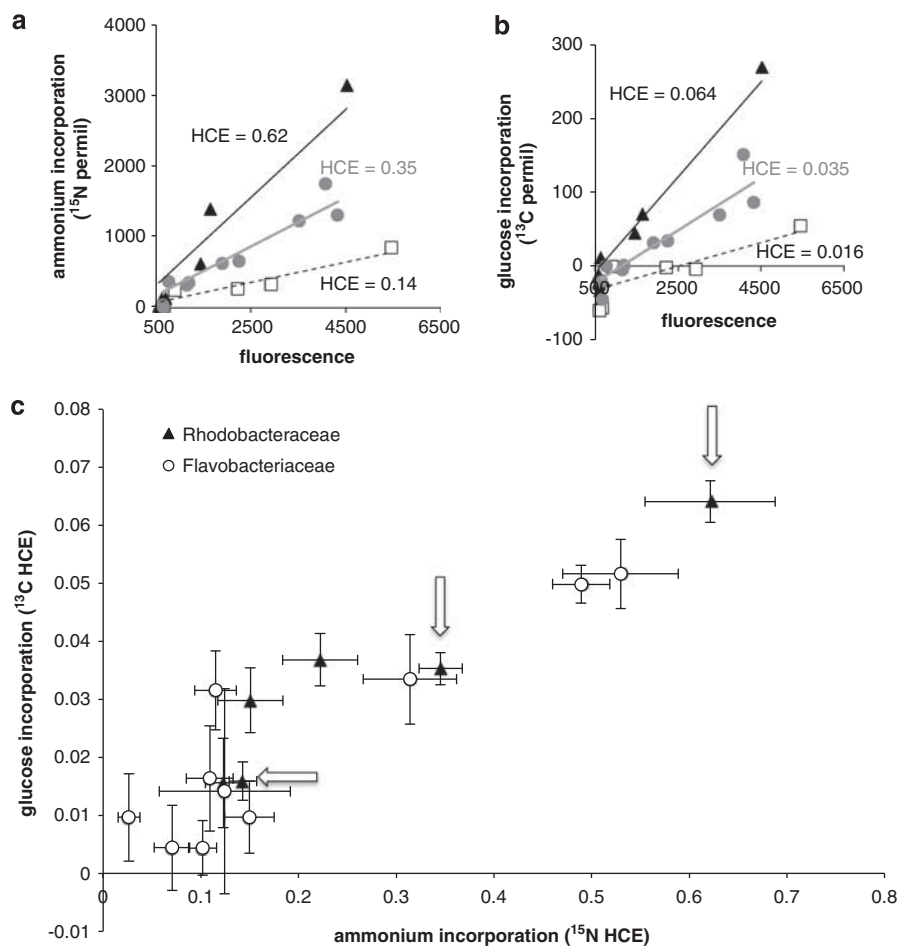 a
ammonium incorporation
(¹⁵N permil)
4000
3000
2000
1000
0
HCE = 0.62
HCE = 0.35
HCE = 0.14
500
2500
4500
6500
fluorescence
b
glucose incorporation
(¹³C permil)
300
200
100
0
-100
HCE = 0.064
HCE = 0.035
HCE = 0.016
500
2500
4500
6500
fluorescence
c
glucose incorporation (¹³C HCE)
0.08
0.07
0.06
0.05
0.04
0.03
0.02
0.01
0
-0.01
Rhodobacteraceae
Flavobacteriaceae
0
0.1
0.2
0.3
0.4
0.5
0.6
0.7
0.8
ammonium incorporation (¹⁵N HCE)